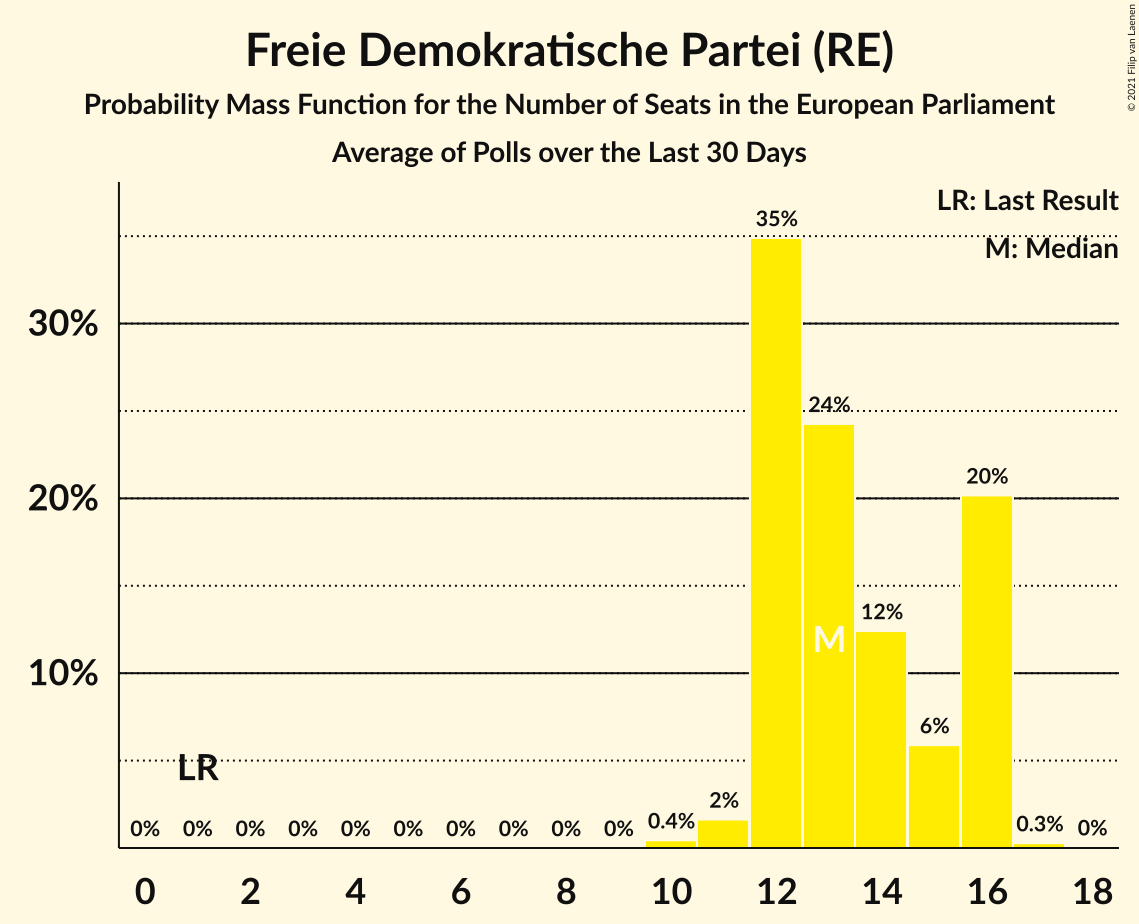 Freie Demokratische Partei (RE)
Probability Mass Function for the Number of Seats in the European Parliament
Average of Polls over the Last 30 Days
© 2021 Filip van Laenen
LR: Last Result
M: Median
35%
30%
24%
20%
20%
12%
M
10%
6%
LR
0% 0% 0% 0% 0% 0% 0% 0% 0% 0% 0.4% 2% 0.3% 0%
0 2 4 6 8 10 12 14 16 18